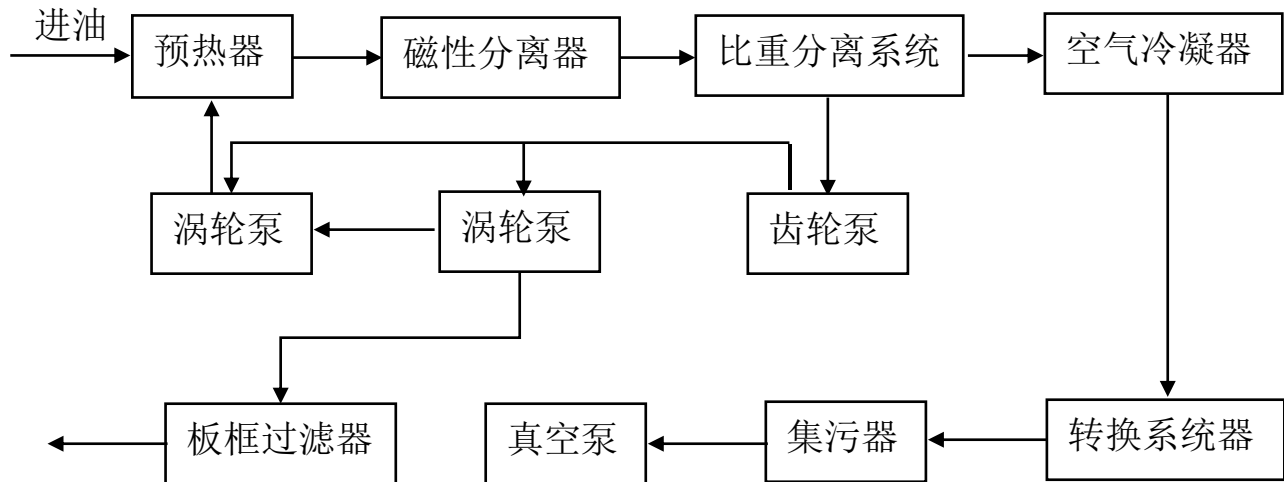 进油
预热器
磁性分离器
比重分离系统
空气冷凝器
涡轮泵
涡轮泵
齿轮泵
板框过滤器
真空泵
集污器
转换系统器